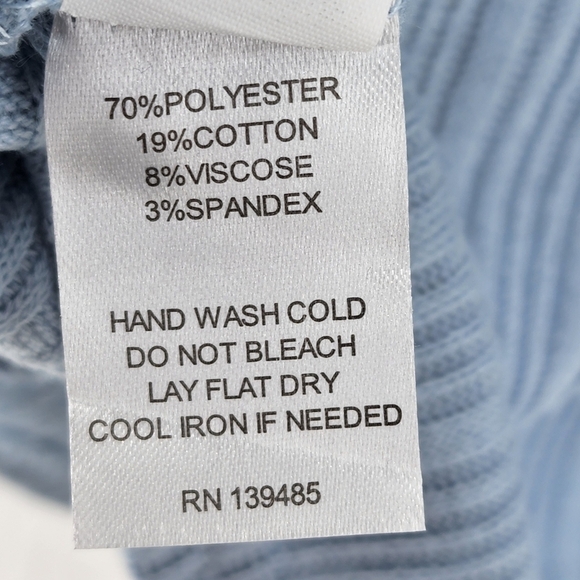 70%POLYESTER
19%COTTON
8%VISCOSE
3%SPANDEX
HAND WASH COLD
DO NOT BLEACH
LAY FLAT DRY
COOL IRON IF NEEDED
RN 139485